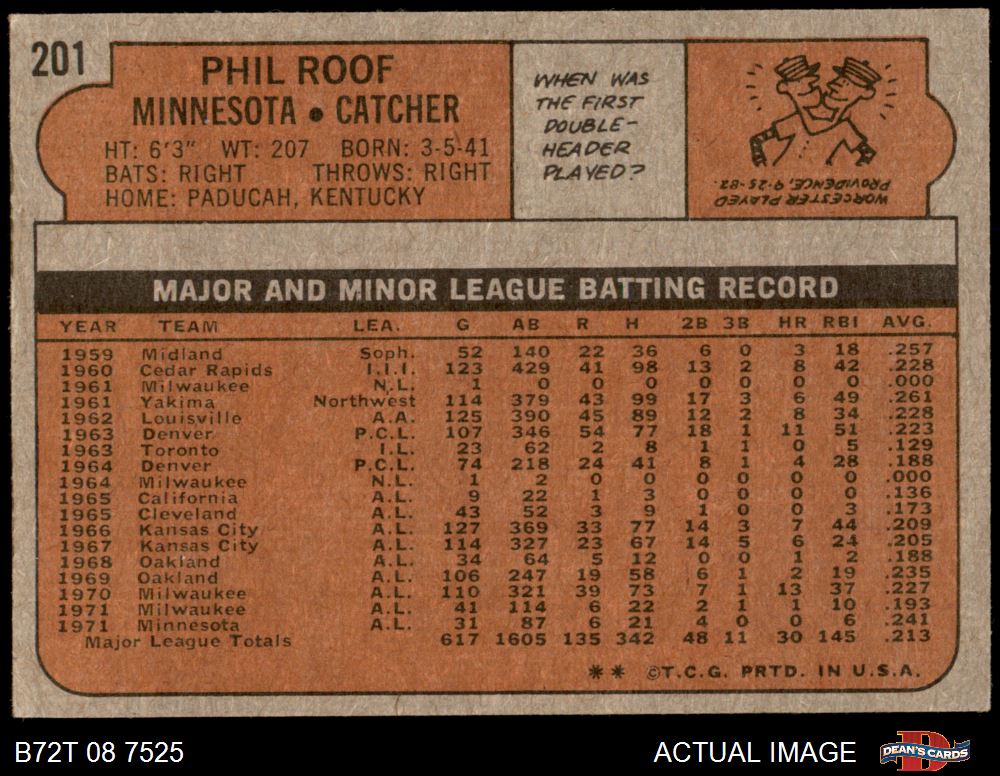 201
PHIL ROOF
MINNESOTA • CATCHER
HT: 6'3" WT: 207 BORN: 3-5-41
BATS: RIGHT THROWS: RIGHT
HOME: PADUCAH, KENTUCKY
WHEN WAS
THE FIRST
DOUBLE-
HEADER
PLAYED?
WORCESTER PLAYED
PROVIDENCE, 9-25-82.
MAJOR AND MINOR LEAGUE BATTING RECORD
YEAR TEAM LEA. G AB R H 2B 3B HR RBI AVG.
1959 Midland Soph. 52 140 22 36 6 0 3 18 .257
1960 Cedar Rapids I.I.I. 123 429 41 98 13 2 8 42 .228
1961 Milwaukee N.L. 1 0 0 0 0 0 0 0 .000
1961 Yakima Northwest 114 379 43 99 17 3 6 49 .261
1962 Louisville A.A. 125 390 45 89 12 2 8 34 .228
1963 Denver P.C.L. 107 346 54 77 18 1 11 51 .223
1963 Toronto I.L. 23 62 2 8 1 1 0 5 .129
1964 Denver P.C.L. 74 218 24 41 8 1 4 28 .188
1964 Milwaukee N.L. 1 2 0 0 0 0 0 0 .000
1965 California A.L. 9 22 1 3 0 0 0 0 .136
1965 Cleveland A.L. 43 52 3 9 1 0 0 3 .173
1966 Kansas City A.L. 127 369 33 77 14 3 7 44 .209
1967 Kansas City A.L. 114 327 23 67 14 5 6 24 .205
1968 Oakland A.L. 34 64 5 12 0 0 1 2 .188
1969 Oakland A.L. 106 247 19 58 6 1 2 19 .235
1970 Milwaukee A.L. 110 321 39 73 7 1 13 37 .227
1971 Milwaukee A.L. 41 114 6 22 2 1 1 10 .193
1971 Minnesota A.L. 31 87 6 21 4 0 0 6 .241
Major League Totals 617 1605 135 342 48 11 30 145 .213
** ©T.C.G. PRTD. IN U.S.A.
B72T 08 7525 ACTUAL IMAGE DEAN'S CARDS